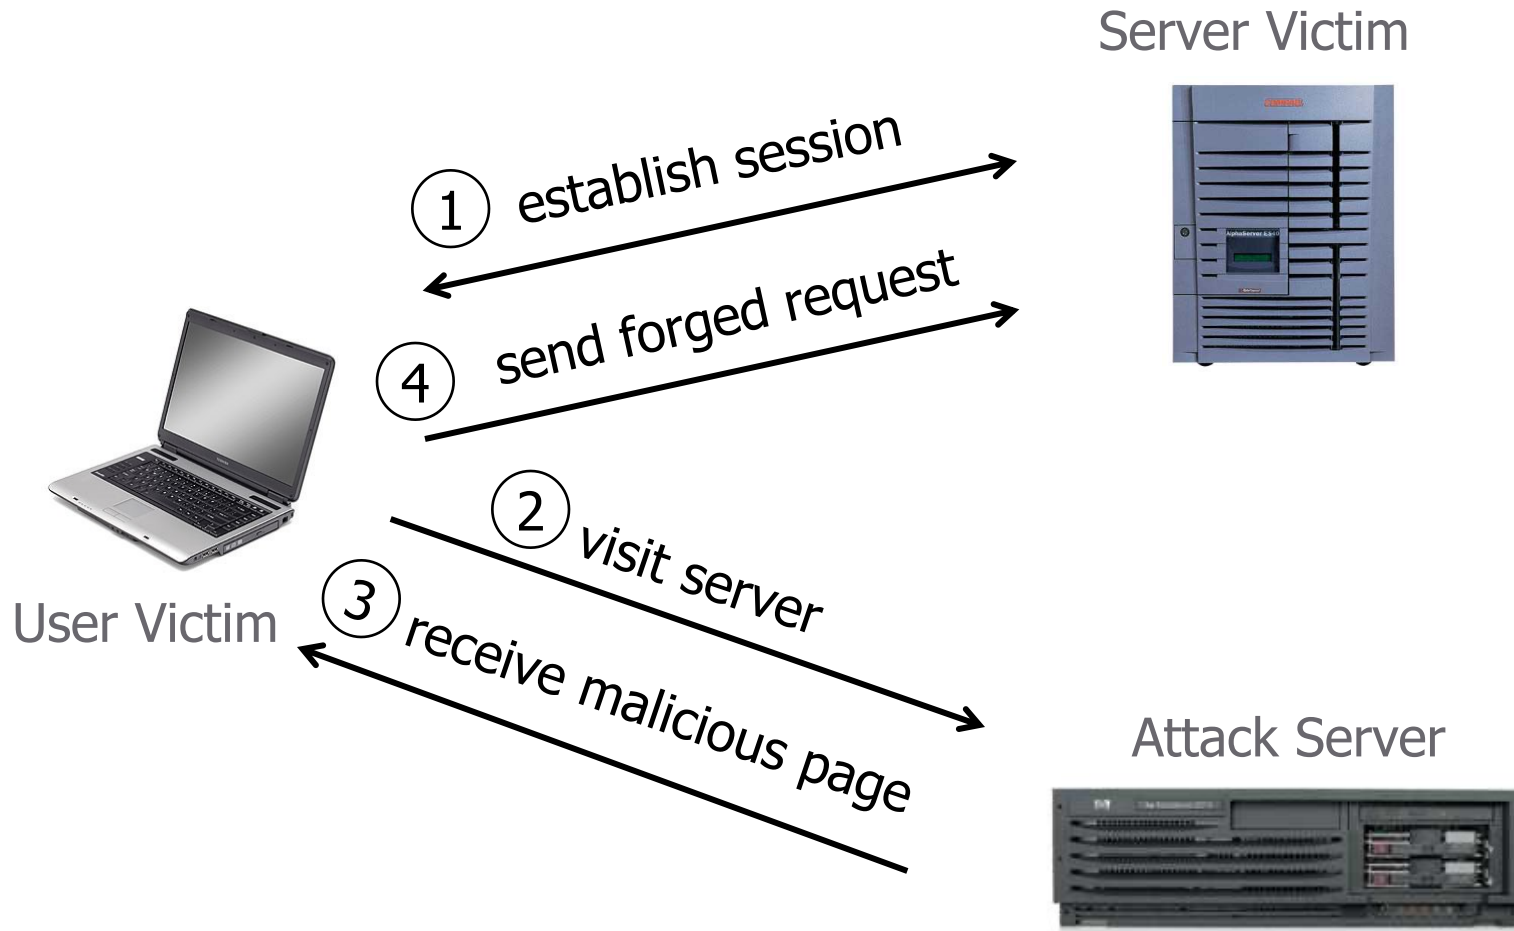 Server Victim
1 establish session
4 send forged request
2 visit server
User Victim
3 receive malicious page
Attack Server